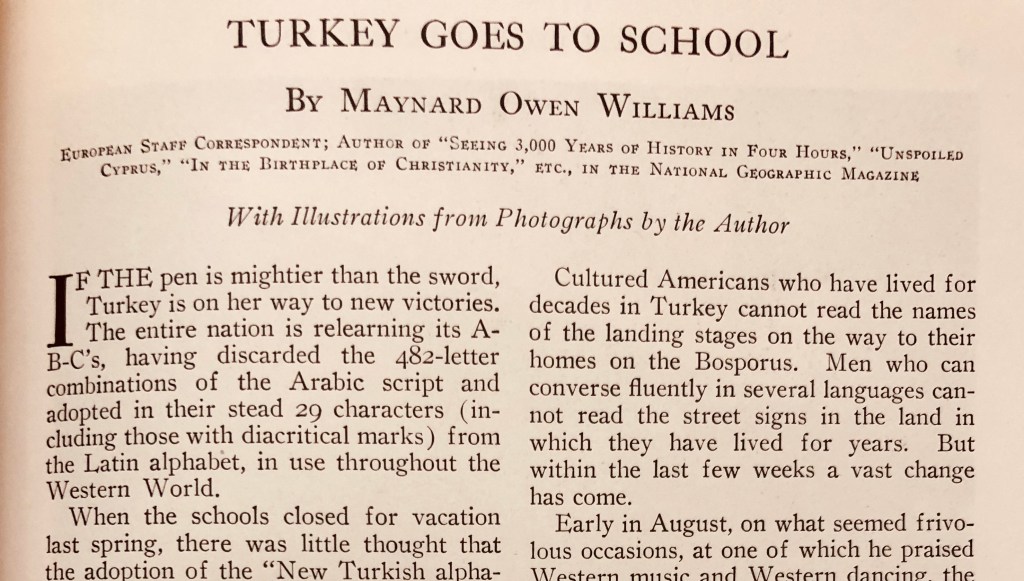 TURKEY GOES TO SCHOOL
By Maynard Owen Williams
European Staff Correspondent; Author of "Seeing 3,000 Years of History in Four Hours," "Unspoiled
Cyprus," "In the Birthplace of Christianity," etc., in the National Geographic Magazine
With Illustrations from Photographs by the Author
IF THE pen is mightier than the sword,
Turkey is on her way to new victories.
The entire nation is relearning its A-
B-C's, having discarded the 482-letter
combinations of the Arabic script and
adopted in their stead 29 characters (in-
cluding those with diacritical marks) from
the Latin alphabet, in use throughout the
Western World.
When the schools closed for vacation
last spring, there was little thought that
the adoption of the "New Turkish alpha-
Cultured Americans who have lived for
decades in Turkey cannot read the names
of the landing stages on the way to their
homes on the Bosporus. Men who can
converse fluently in several languages can-
not read the street signs in the land in
which they have lived for years. But
within the last few weeks a vast change
has come.
Early in August, on what seemed frivo-
lous occasions, at one of which he praised
Western music and Western dancing, the